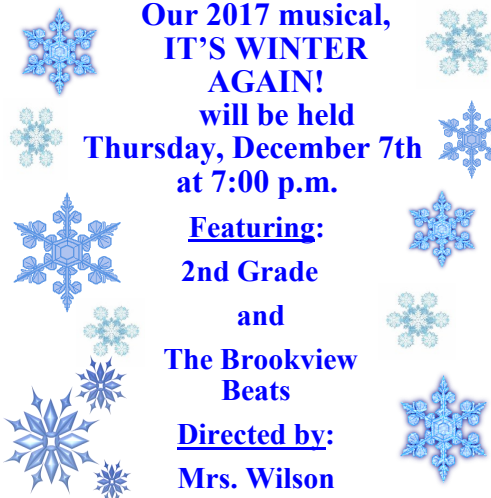 Our 2017 musical,
IT’S WINTER
AGAIN!
will be held
Thursday, December 7th
at 7:00 p.m.
Featuring:
2nd Grade
and
The Brookview
Beats
Directed by:
Mrs. Wilson